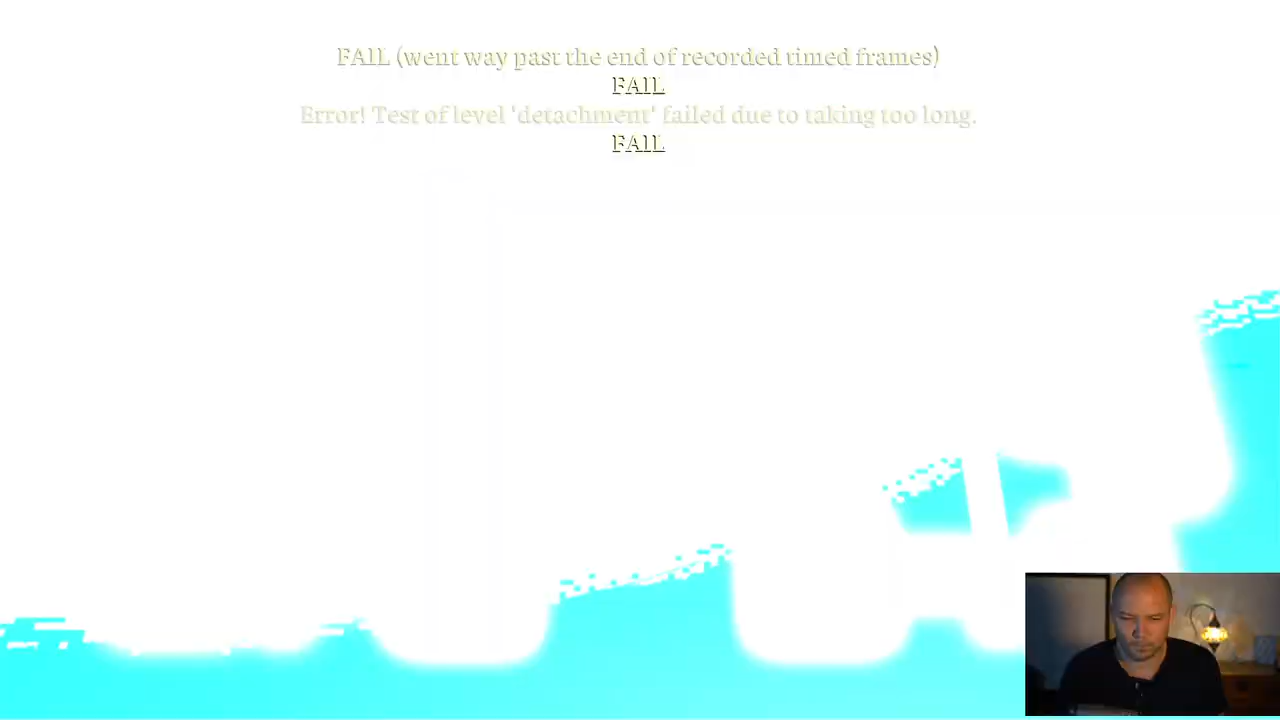 FAIL (went way past the end of recorded timed frames)
FAIL
Error! Test of level 'detachment' failed due to taking too long.
FAIL